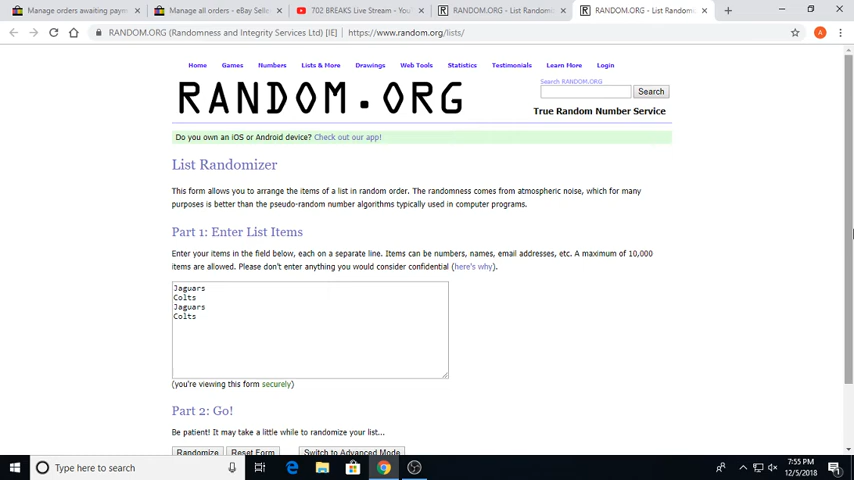 Manage orders awaiting paym
Manage all orders - eBay Selle
702 BREAKS Live Stream - You
RANDOM.ORG - List Randomi
RANDOM.ORG - List Randomi
RANDOM.ORG (Randomness and Integrity Services Ltd) [IE] | https://www.random.org/lists/
A
Home Games Numbers Lists & More Drawings Web Tools Statistics Testimonials Learn More Login
RANDOM.ORG
Search RANDOM.ORG
Search
True Random Number Service
Do you own an iOS or Android device? Check out our app!
List Randomizer
This form allows you to arrange the items of a list in random order. The randomness comes from atmospheric noise, which for many
purposes is better than the pseudo-random number algorithms typically used in computer programs.
Part 1: Enter List Items
Enter your items in the field below, each on a separate line. Items can be numbers, names, email addresses, etc. A maximum of 10,000
items are allowed. Please don't enter anything you would consider confidential (here's why).
Jaguars
Colts
Jaguars
Colts
(you're viewing this form securely)
Part 2: Go!
Be patient! It may take a little while to randomize your list...
Randomize Reset Form Switch to Advanced Mode
Type here to search
7:55 PM
12/5/2018